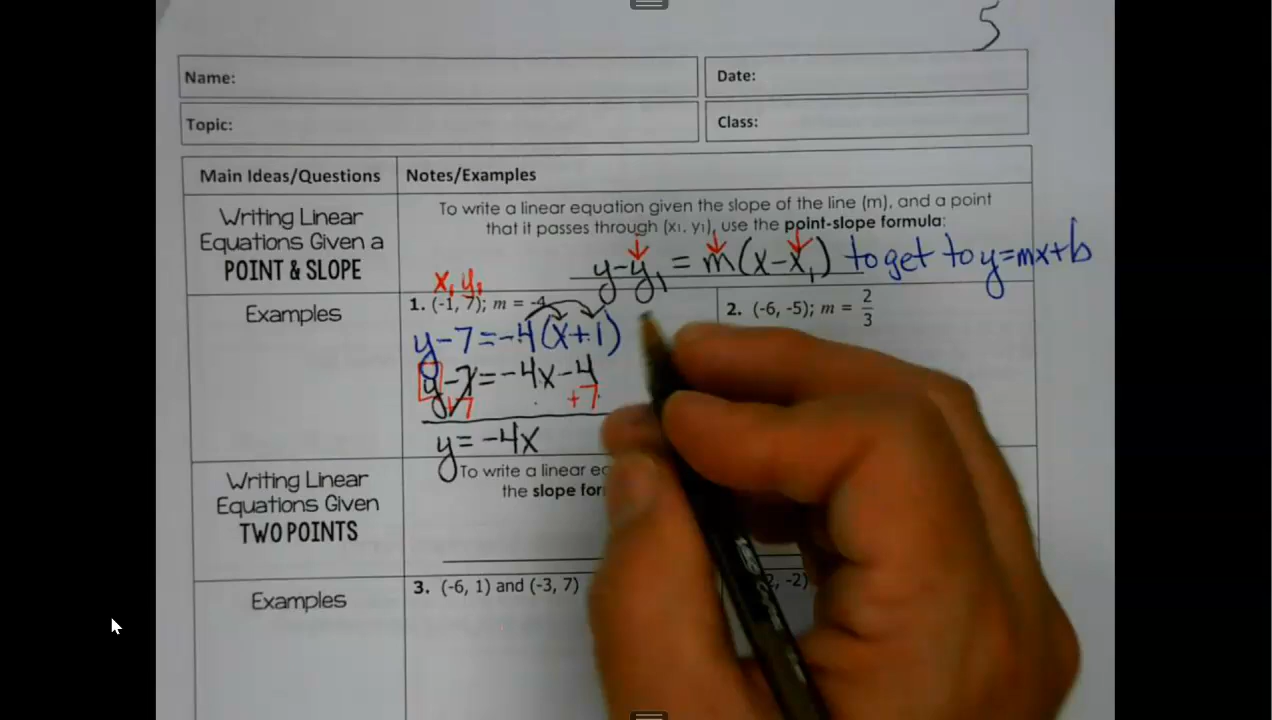 5
Name:
Date:
Topic:
Class:
Main Ideas/Questions
Notes/Examples
Writing Linear
Equations Given a
POINT & SLOPE
To write a linear equation given the slope of the line (m), and a point
that it passes through (x₁, y₁), use the point-slope formula:
y-y₁ = m(x-x₁) to get to y=mx+b
x₁ y₁
Examples
1. (-1, 7); m = -4
y-7=-4(x+1)
y-7=-4x-4
+7 +7
y=-4x
2. (-6, -5); m = 2/3
Writing Linear
Equations Given
TWO POINTS
To write a linear
the slope
Examples
3. (-6, 1) and (-3, 7)
-2)